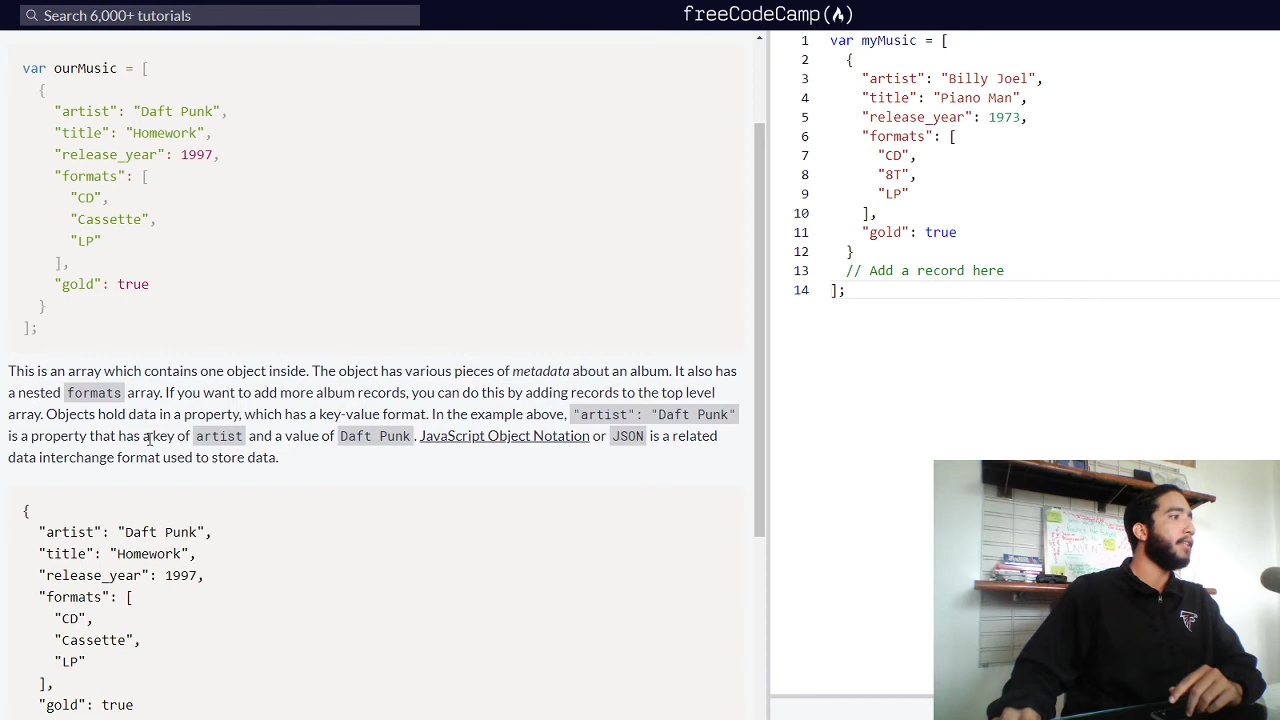 Search 6,000+ tutorials
freeCodeCamp
var ourMusic = [
{
"artist": "Daft Punk",
"title": "Homework",
"release_year": 1997,
"formats": [
"CD",
"Cassette",
"LP"
],
"gold": true
}
];
This is an array which contains one object inside. The object has various pieces of metadata about an album. It also has
a nested formats array. If you want to add more album records, you can do this by adding records to the top level
array. Objects hold data in a property, which has a key-value format. In the example above, "artist": "Daft Punk"
is a property that has a key of artist and a value of Daft Punk. JavaScript Object Notation or JSON is a related
data interchange format used to store data.
{
"artist": "Daft Punk",
"title": "Homework",
"release_year": 1997,
"formats": [
"CD",
"Cassette",
"LP"
],
"gold": true
1 var myMusic = [
2 {
3 "artist": "Billy Joel",
4 "title": "Piano Man",
5 "release_year": 1973,
6 "formats": [
7 "CD",
8 "8T",
9 "LP"
10 ],
11 "gold": true
12 }
13 // Add a record here
14 ];